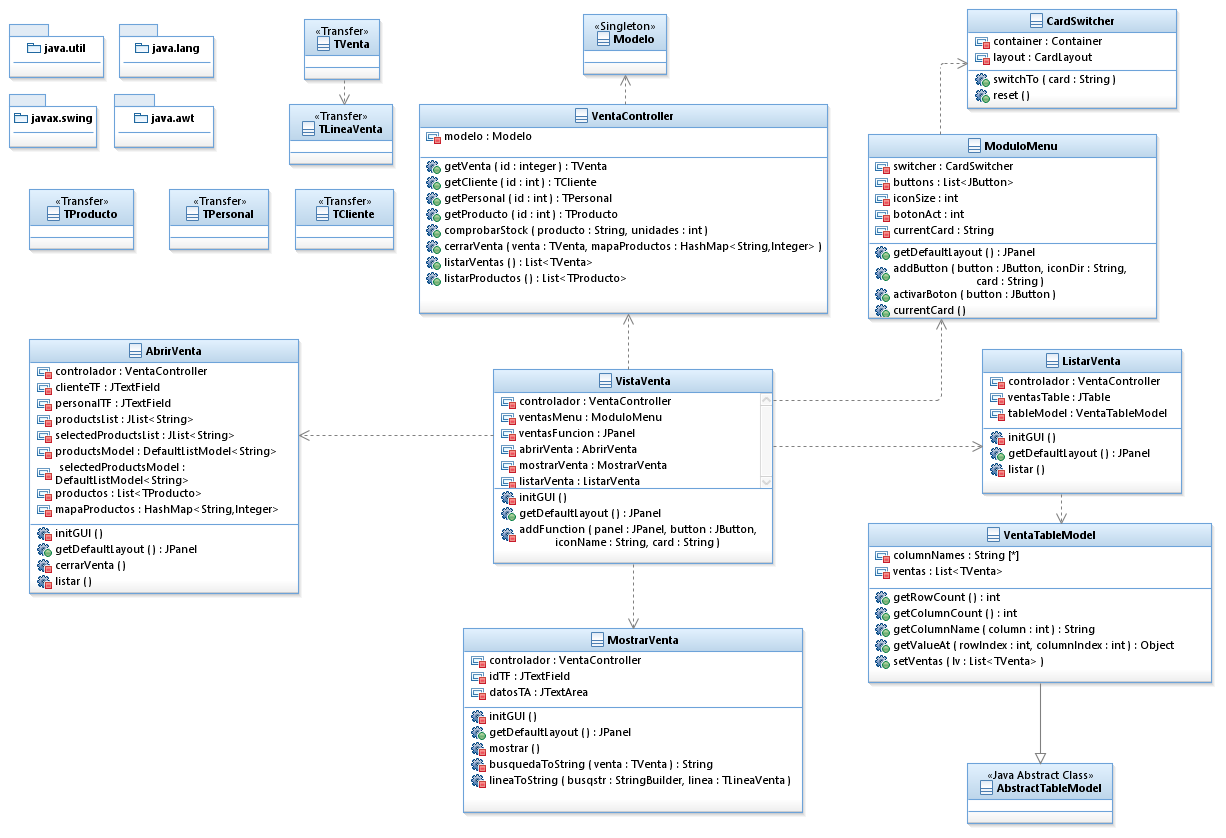 java.util
java.lang
javax.swing
java.awt
«Transfer»
TVenta
«Transfer»
TLineaVenta
«Transfer»
TProducto
«Transfer»
TPersonal
«Transfer»
TCliente
«Singleton»
Modelo
VentaController
modelo : Modelo
getVenta ( id : integer ) : TVenta
getCliente ( id : int ) : TCliente
getPersonal ( id : int ) : TPersonal
getProducto ( id : int ) : TProducto
comprobarStock ( producto : String, unidades : int )
cerrarVenta ( venta : TVenta, mapaProductos : HashMap<String,Integer> )
listarVentas ( ) : List<TVenta>
listarProductos ( ) : List<TProducto>
CardSwitcher
container : Container
layout : CardLayout
switchTo ( card : String )
reset ( )
ModuloMenu
switcher : CardSwitcher
buttons : List<JButton>
iconSize : int
botonAct : int
currentCard : String
getDefaultLayout ( ) : JPanel
addButton ( button : JButton, iconDir : String,
card : String )
activarBoton ( button : JButton )
currentCard ( )
AbrirVenta
controlador : VentaController
clienteTF : JTextField
personalTF : JTextField
productsList : JList<String>
selectedProductsList : JList<String>
productsModel : DefaultListModel<String>
selectedProductsModel :
DefaultListModel<String>
productos : List<TProducto>
mapaProductos : HashMap<String,Integer>
initGUI ( )
getDefaultLayout ( ) : JPanel
cerrarVenta ( )
listar ( )
VistaVenta
controlador : VentaController
ventasMenu : ModuloMenu
ventasFuncion : JPanel
abrirVenta : AbrirVenta
mostrarVenta : MostrarVenta
listarVenta : ListarVenta
initGUI ( )
getDefaultLayout ( ) : JPanel
addFunction ( panel : JPanel, button : JButton,
iconName : String, card : String )
ListarVenta
controlador : VentaController
ventasTable : JTable
tableModel : VentaTableModel
initGUI ( )
getDefaultLayout ( ) : JPanel
listar ( )
VentaTableModel
columnNames : String [*]
ventas : List<TVenta>
getRowCount ( ) : int
getColumnCount ( ) : int
getColumnName ( column : int ) : String
getValueAt ( rowIndex : int, columnIndex : int ) : Object
setVentas ( lv : List<TVenta> )
MostrarVenta
controlador : VentaController
idTF : JTextField
datosTA : JTextArea
initGUI ( )
getDefaultLayout ( ) : JPanel
mostrar ( )
busquedaToString ( venta : TVenta ) : String
lineaToString ( busqstr : StringBuilder, linea : TLineaVenta )
«Java Abstract Class»
AbstractTableModel